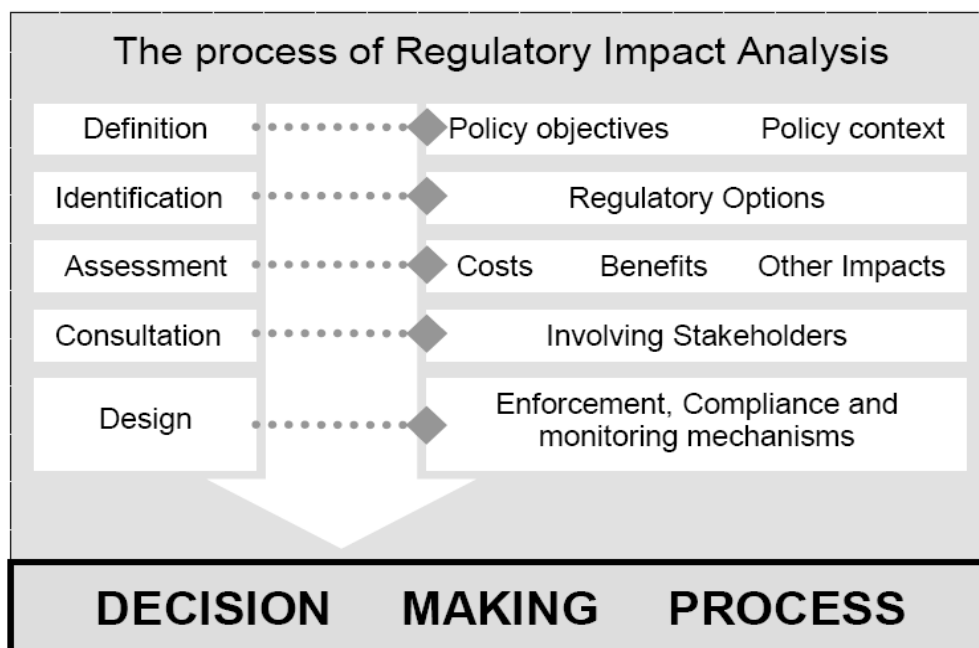 The process of Regulatory Impact Analysis
Definition Policy objectives Policy context
Identification Regulatory Options
Assessment Costs Benefits Other Impacts
Consultation Involving Stakeholders
Design Enforcement, Compliance and
monitoring mechanisms
DECISION MAKING PROCESS